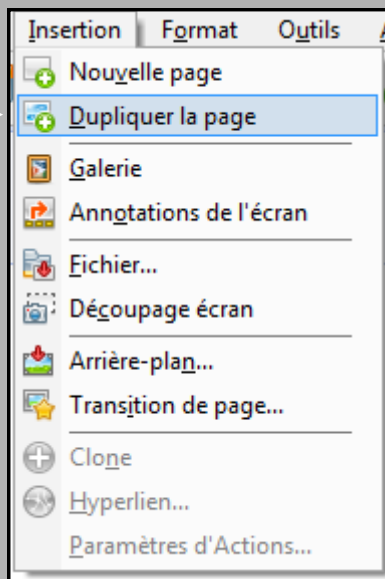 Insertion Format Outils
Nouvelle page
Dupliquer la page
Galerie
Annotations de l'écran
Fichier...
Découpage écran
Arrière-plan...
Transition de page...
Clone
Hyperlien...
Paramètres d'Actions...